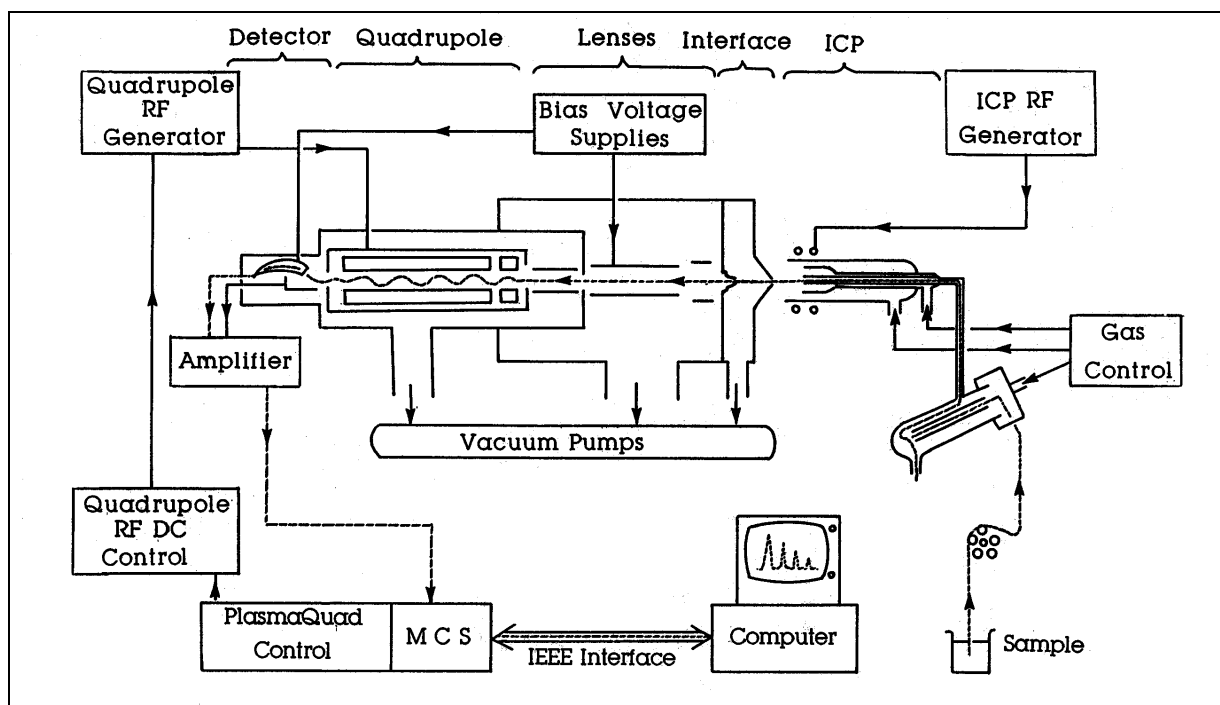 Detector Quadrupole Lenses Interface ICP
Quadrupole
RF
Generator
Bias Voltage
Supplies
ICP RF
Generator
Amplifier
Gas
Control
Vacuum Pumps
Quadrupole
RF DC
Control
PlasmaQuad
Control
M C S
IEEE Interface
Computer
Sample